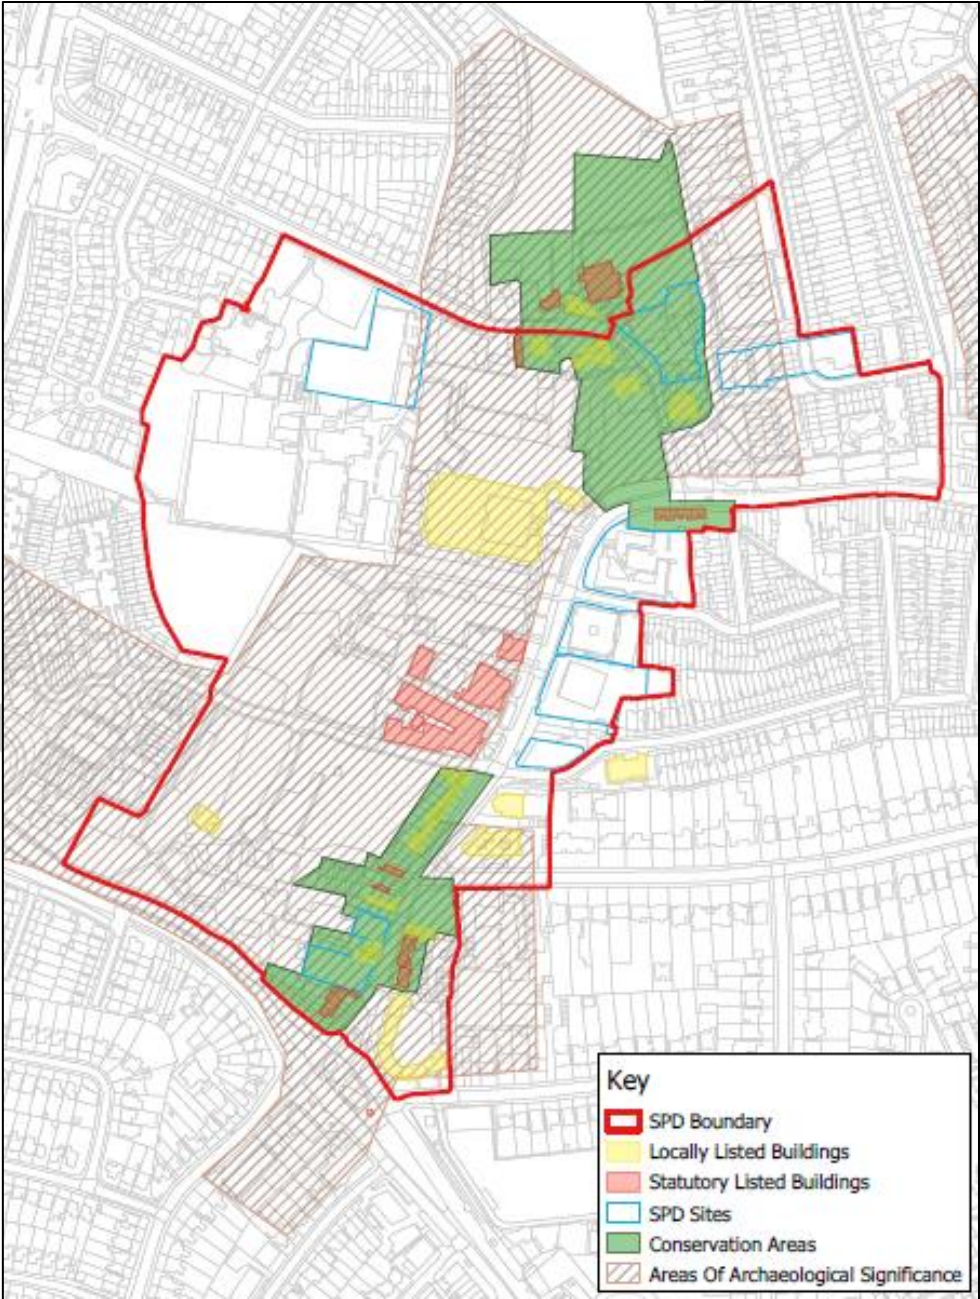 Key
SPD Boundary
Locally Listed Buildings
Statutory Listed Buildings
SPD Sites
Conservation Areas
Areas Of Archaeological Significance